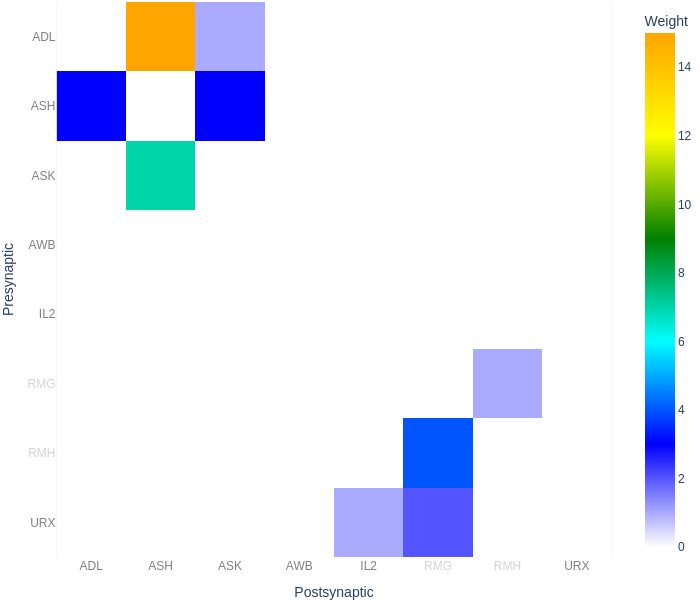 Weight
ADL
ASH
ASK
AWB
IL2
RMG
RMH
URX
Presynaptic
14
12
10
8
6
4
2
0
ADL ASH ASK AWB IL2 RMG RMH URX
Postsynaptic